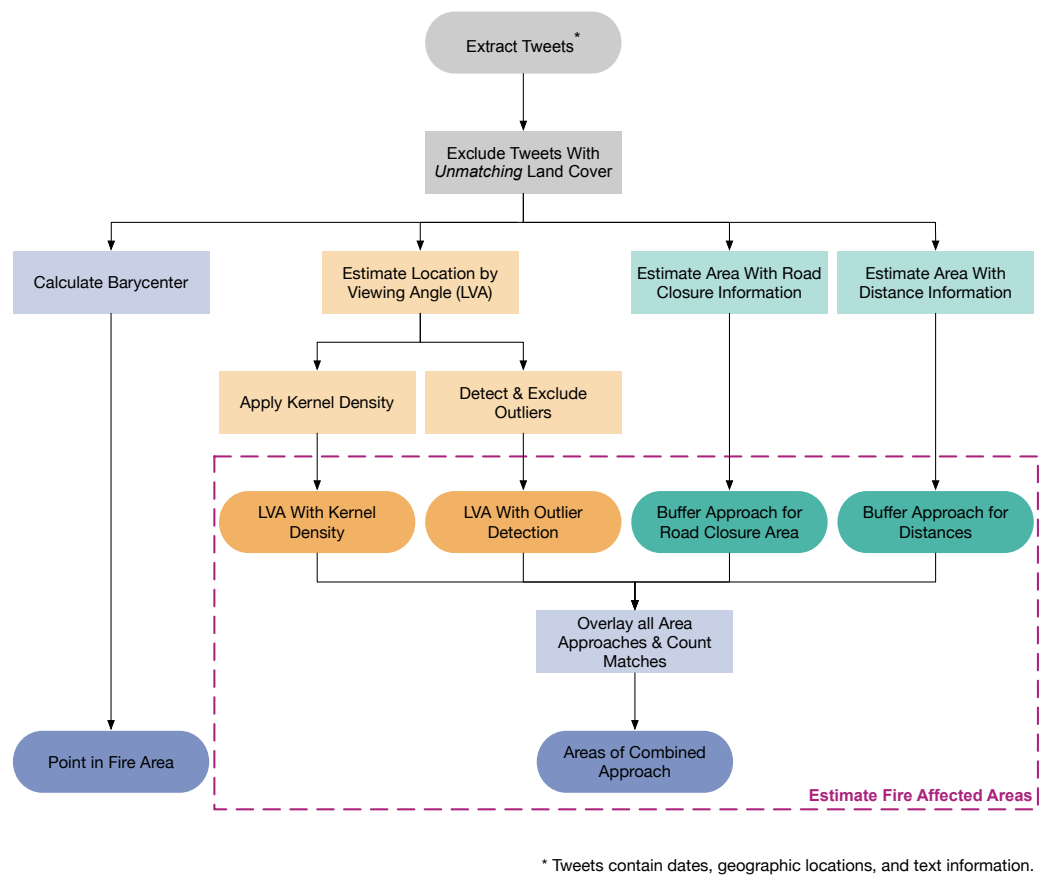 Extract Tweets*
Exclude Tweets With
Unmatching Land Cover
Calculate Barycenter
Estimate Location by
Viewing Angle (LVA)
Estimate Area With Road
Closure Information
Estimate Area With
Distance Information
Apply Kernel Density
Detect & Exclude
Outliers
LVA With Kernel
Density
LVA With Outlier
Detection
Buffer Approach for
Road Closure Area
Buffer Approach for
Distances
Overlay all Area
Approaches & Count
Matches
Point in Fire Area
Areas of Combined
Approach
Estimate Fire Affected Areas
* Tweets contain dates, geographic locations, and text information.